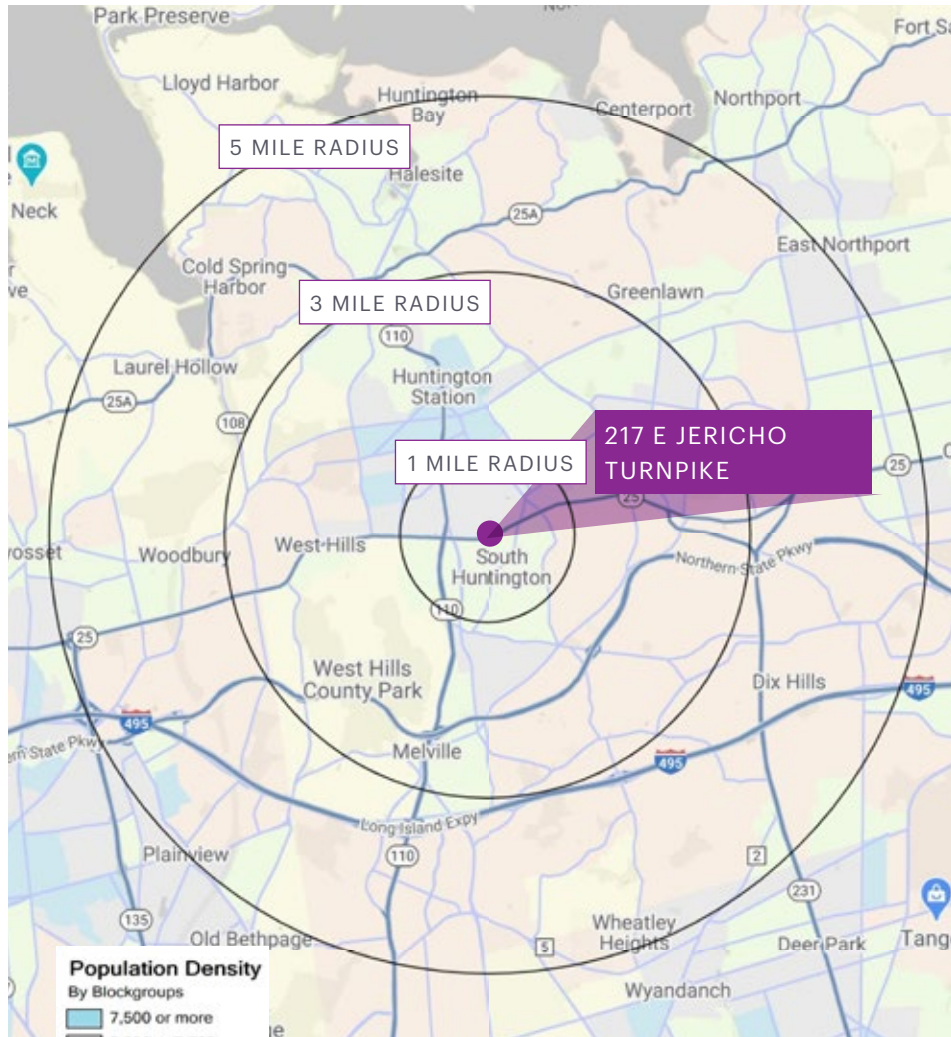 Park Preserve
Fort Sa
Lloyd Harbor
Huntington
Bay
Centerport
Northport
5 MILE RADIUS
Halesite
Neck
25A
East Northport
Cold Spring
Harbor
3 MILE RADIUS
Greenlawn
110
Laurel Hollow
Huntington
Station
25A
108
217 E JERICHO
TURNPIKE
1 MILE RADIUS
25
25
Woodbury
West Hills
South
Huntington
Northern State Pkwy
110
25
West Hills
County Park
Dix Hills
495
495
ern State Pkwy
Melville
495
Long Island Expy
Plainview
110
2
231
135
Old Bethpage
5
Wheatley
Heights
Deer Park
Tang
Wyandanch
Population Density
By Blockgroups
7,500 or more